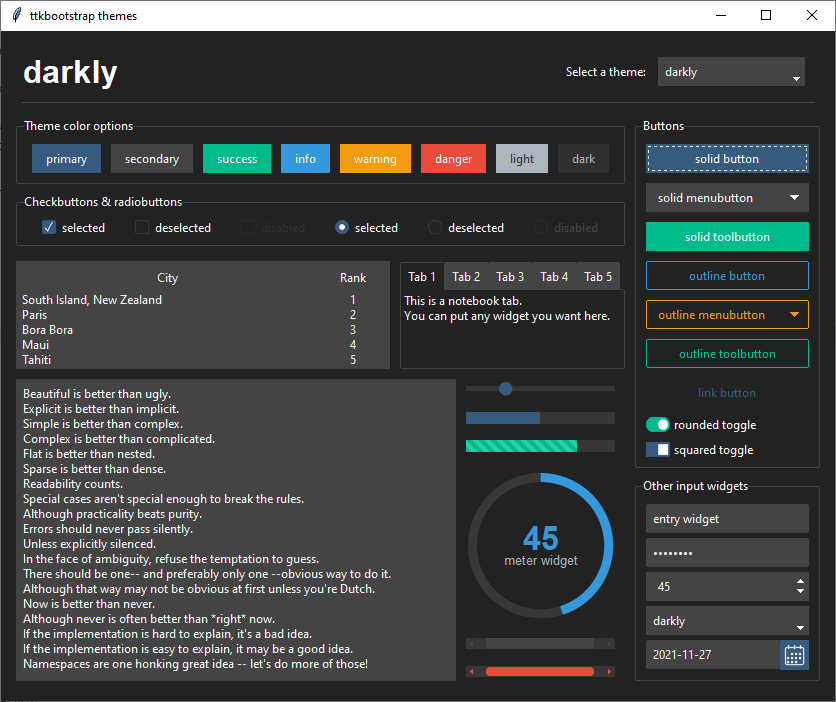 ttkbootstrap themes
darkly
Select a theme: darkly
Theme color options
primary secondary success info warning danger light dark
Checkbuttons & radiobuttons
selected deselected disabled selected deselected disabled
City Rank
South Island, New Zealand 1
Paris 2
Bora Bora 3
Maui 4
Tahiti 5
Tab 1 Tab 2 Tab 3 Tab 4 Tab 5
This is a notebook tab.
You can put any widget you want here.
Beautiful is better than ugly.
Explicit is better than implicit.
Simple is better than complex.
Complex is better than complicated.
Flat is better than nested.
Sparse is better than dense.
Readability counts.
Special cases aren't special enough to break the rules.
Although practicality beats purity.
Errors should never pass silently.
Unless explicitly silenced.
In the face of ambiguity, refuse the temptation to guess.
There should be one-- and preferably only one --obvious way to do it.
Although that way may not be obvious at first unless you're Dutch.
Now is better than never.
Although never is often better than *right* now.
If the implementation is hard to explain, it's a bad idea.
If the implementation is easy to explain, it may be a good idea.
Namespaces are one honking great idea -- let's do more of those!
45
meter widget
Buttons
solid button
solid menubutton
solid toolbutton
outline button
outline menubutton
outline toolbutton
link button
rounded toggle
squared toggle
Other input widgets
entry widget
••••••••
45
darkly
2021-11-27